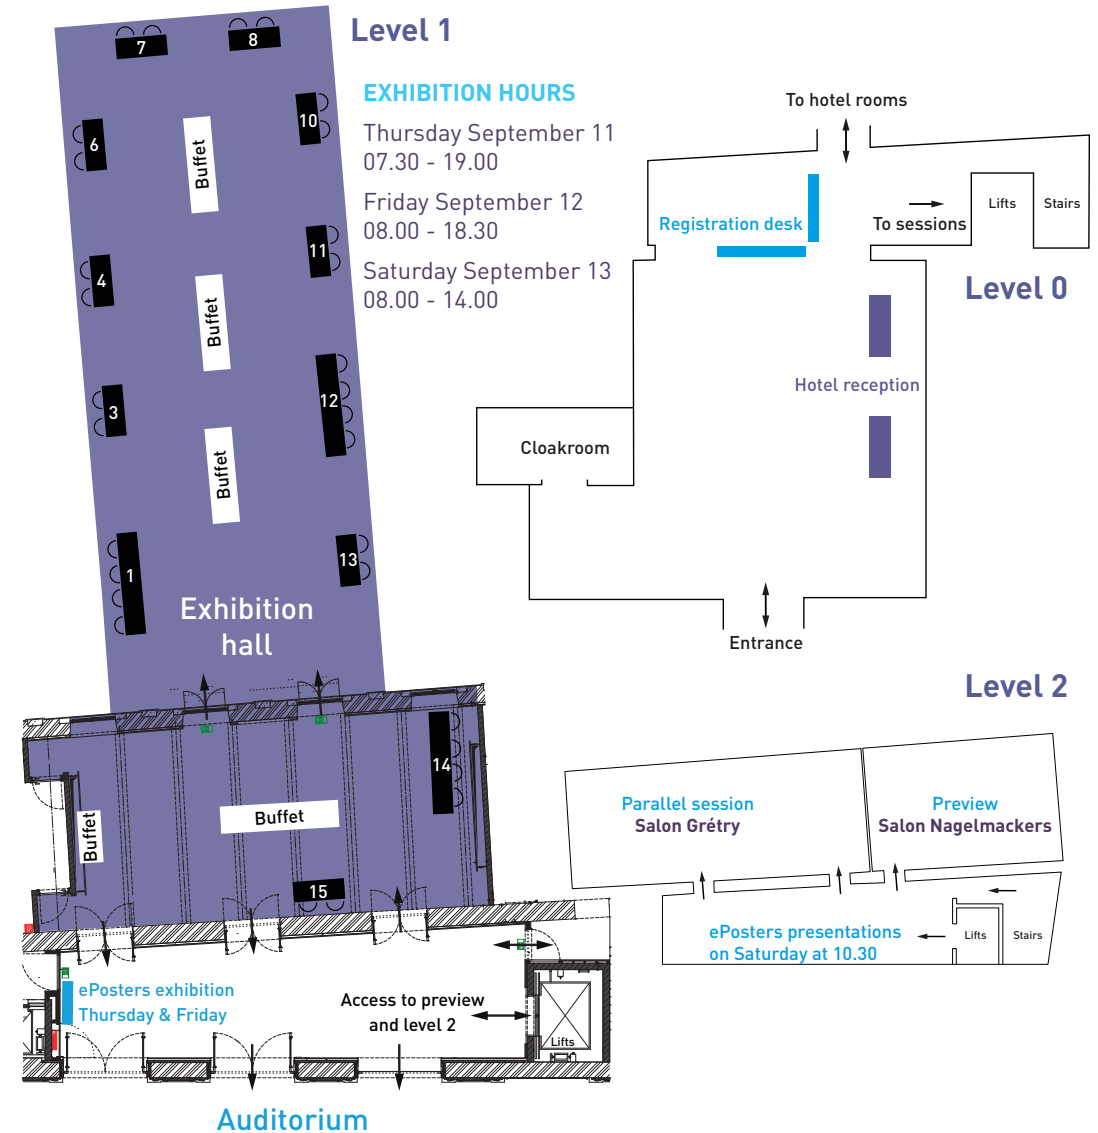 Level 1
EXHIBITION HOURS
Thursday September 11
07.30 - 19.00
Friday September 12
08.00 - 18.30
Saturday September 13
08.00 - 14.00
7
8
6
10
Buffet
4
11
Buffet
3
12
Buffet
1
13
Exhibition
hall
14
Buffet
Buffet
15
ePosters exhibition
Thursday & Friday
Access to preview
and level 2
Lifts
Auditorium
To hotel rooms
Registration desk
To sessions
Lifts
Stairs
Level 0
Hotel reception
Cloakroom
Entrance
Level 2
Parallel session
Salon Grétry
Preview
Salon Nagelmackers
ePosters presentations
on Saturday at 10.30
Lifts
Stairs